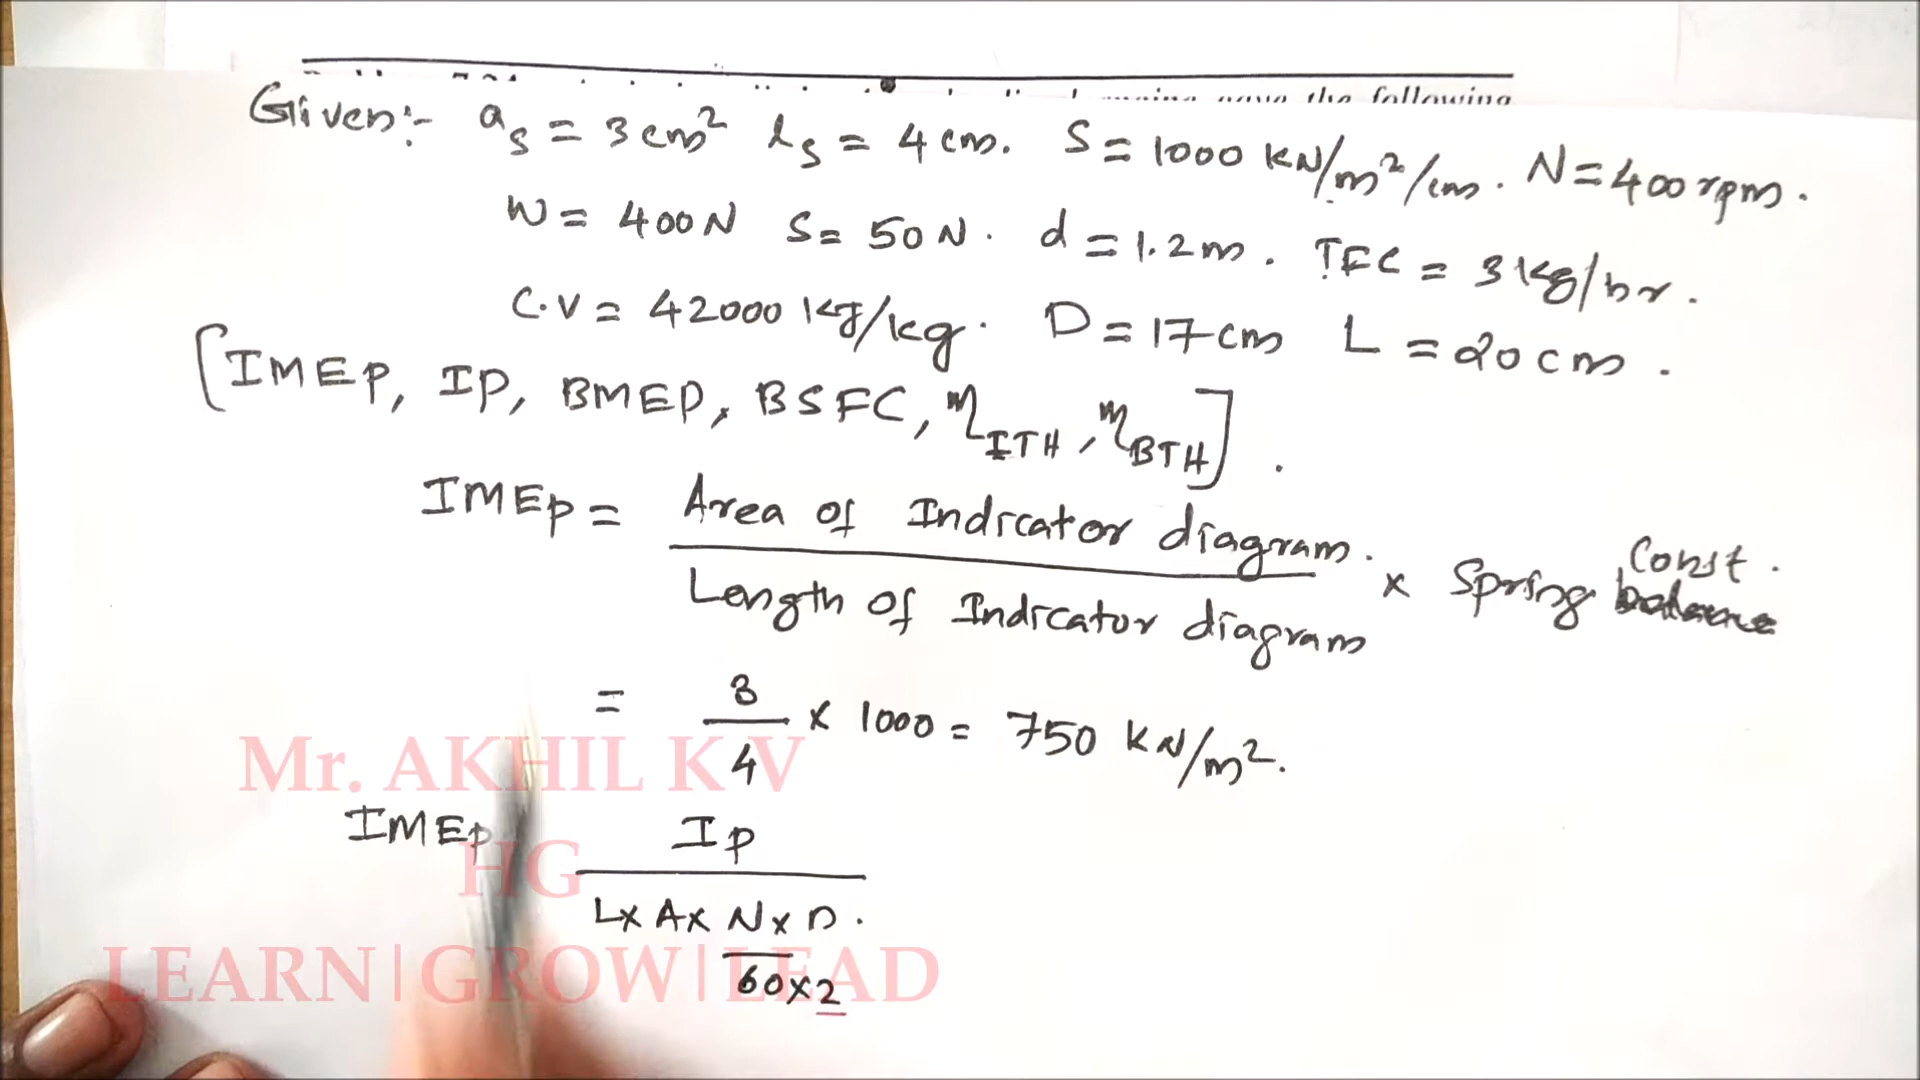 the following
Given:- as = 3 cm² ls = 4 cm. S = 1000 KN/m²/cm. N = 400 rpm.
W = 400 N S = 50 N. d = 1.2 m. TFC = 3 kg/hr.
C.V = 42000 KJ/kg. D = 17 cm L = 20 cm.
[IMEP, IP, BMEP, BSFC, ηITH, ηBTH].
IMEP = Area of Indicator diagram. / Length of Indicator diagram × Spring Const.
= 3/4 × 1000 = 750 KN/m².
Mr. AKHIL K V
IMEP IP
HG
L× A× N× n.
LEARN|GROW|LEAD
60×2